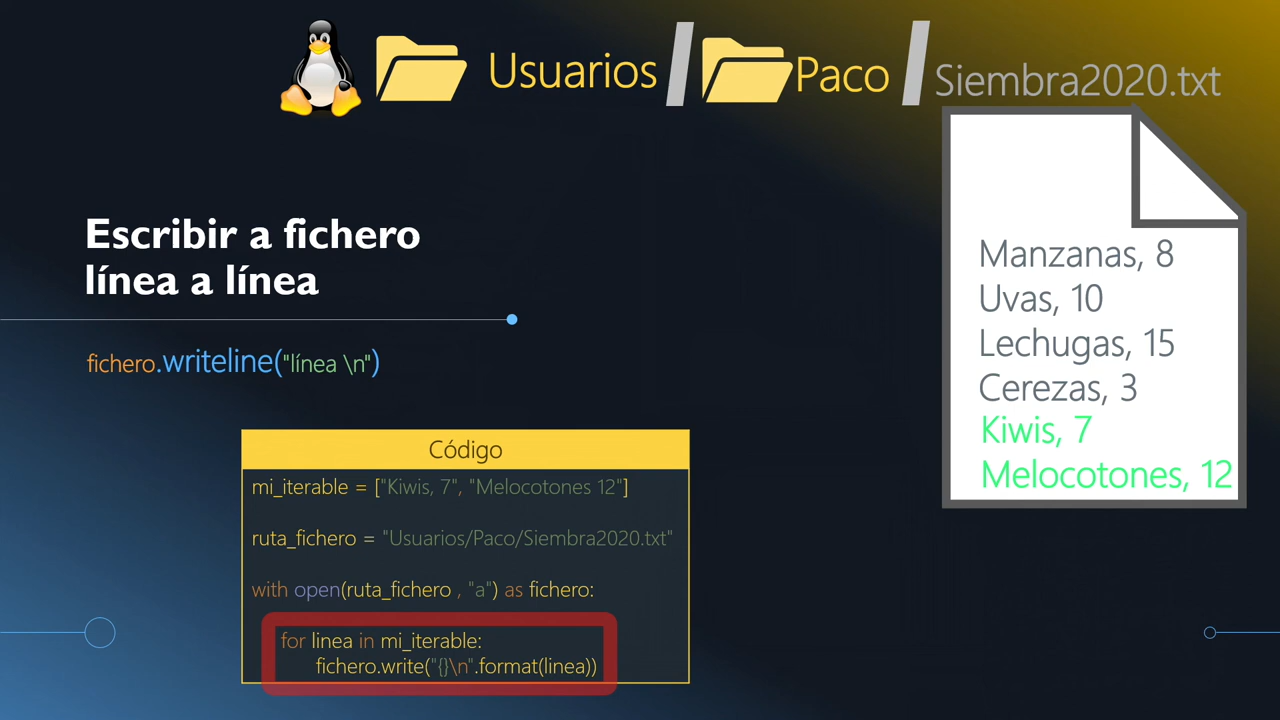 Usuarios / Paco / Siembra2020.txt
Escribir a fichero
línea a línea
fichero.writeline("línea \n")
Manzanas, 8
Uvas, 10
Lechugas, 15
Cerezas, 3
Kiwis, 7
Melocotones, 12
Código
mi_iterable = ["Kiwis, 7", "Melocotones 12"]
ruta_fichero = "Usuarios/Paco/Siembra2020.txt"
with open(ruta_fichero , "a") as fichero:
for linea in mi_iterable:
fichero.write("{}\n".format(linea))